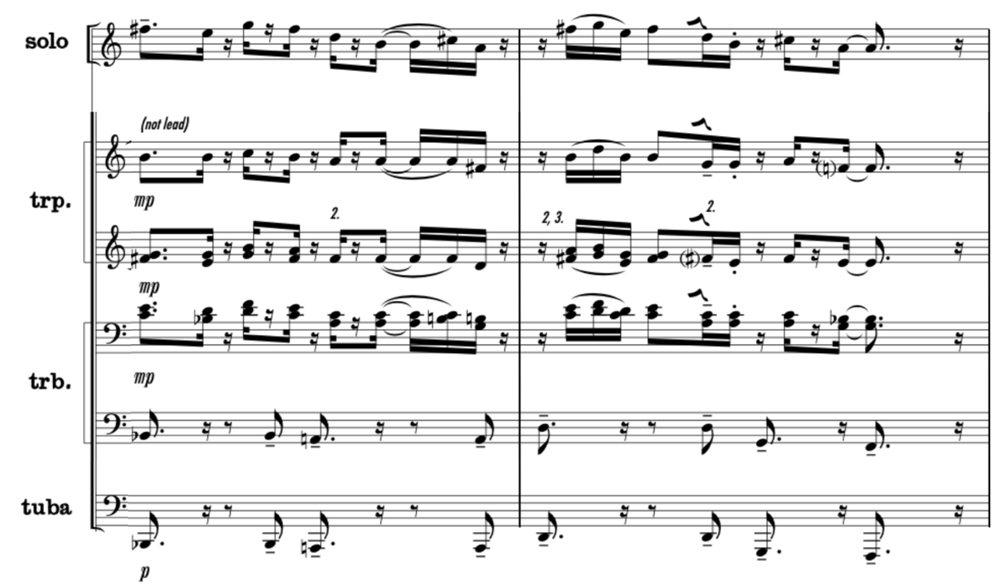 solo
(not lead)
trp.
mp
2.
2, 3.
2.
mp
trb.
mp
tuba
p